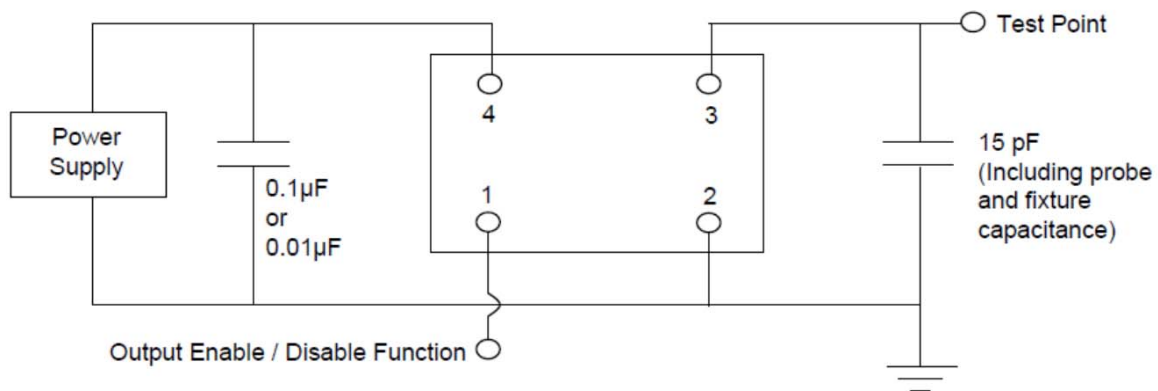 Test Point
4
3
Power
Supply
15 pF
(Including probe
and fixture
capacitance)
0.1µF
or
0.01µF
1
2
Output Enable / Disable Function